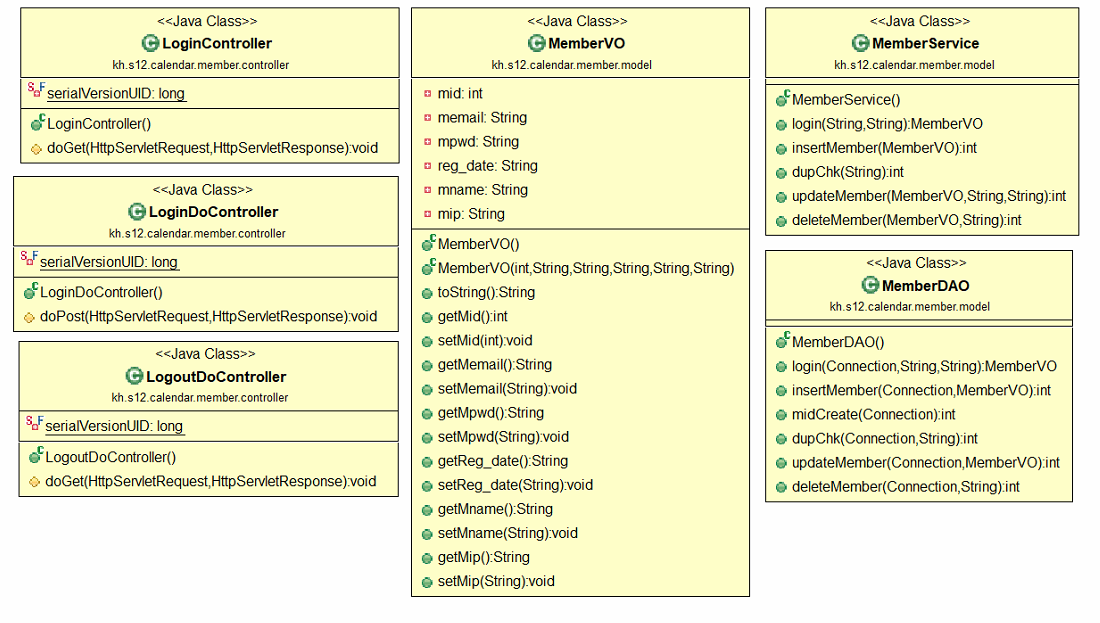 <<Java Class>>
LoginController
kh.s12.calendar.member.controller
serialVersionUID: long
LoginController()
doGet(HttpServletRequest,HttpServletResponse):void
<<Java Class>>
LoginDoController
kh.s12.calendar.member.controller
serialVersionUID: long
LoginDoController()
doPost(HttpServletRequest,HttpServletResponse):void
<<Java Class>>
LogoutDoController
kh.s12.calendar.member.controller
serialVersionUID: long
LogoutDoController()
doGet(HttpServletRequest,HttpServletResponse):void
<<Java Class>>
MemberVO
kh.s12.calendar.member.model
mid: int
memail: String
mpwd: String
reg_date: String
mname: String
mip: String
MemberVO()
MemberVO(int,String,String,String,String,String)
toString():String
getMid():int
setMid(int):void
getMemail():String
setMemail(String):void
getMpwd():String
setMpwd(String):void
getReg_date():String
setReg_date(String):void
getMname():String
setMname(String):void
getMip():String
setMip(String):void
<<Java Class>>
MemberService
kh.s12.calendar.member.model
MemberService()
login(String,String):MemberVO
insertMember(MemberVO):int
dupChk(String):int
updateMember(MemberVO,String,String):int
deleteMember(MemberVO,String):int
<<Java Class>>
MemberDAO
kh.s12.calendar.member.model
MemberDAO()
login(Connection,String,String):MemberVO
insertMember(Connection,MemberVO):int
midCreate(Connection):int
dupChk(Connection,String):int
updateMember(Connection,MemberVO):int
deleteMember(Connection,String):int